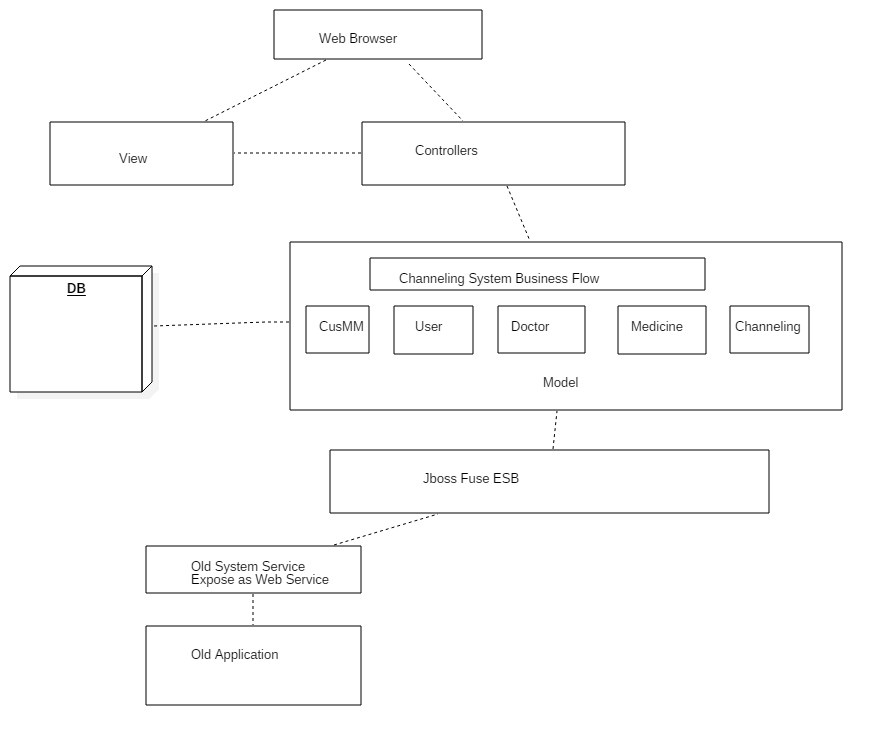 Web Browser
View
Controllers
DB
Channeling System Business Flow
CusMM
User
Doctor
Medicine
Channeling
Model
Jboss Fuse ESB
Old System Service
Expose as Web Service
Old Application